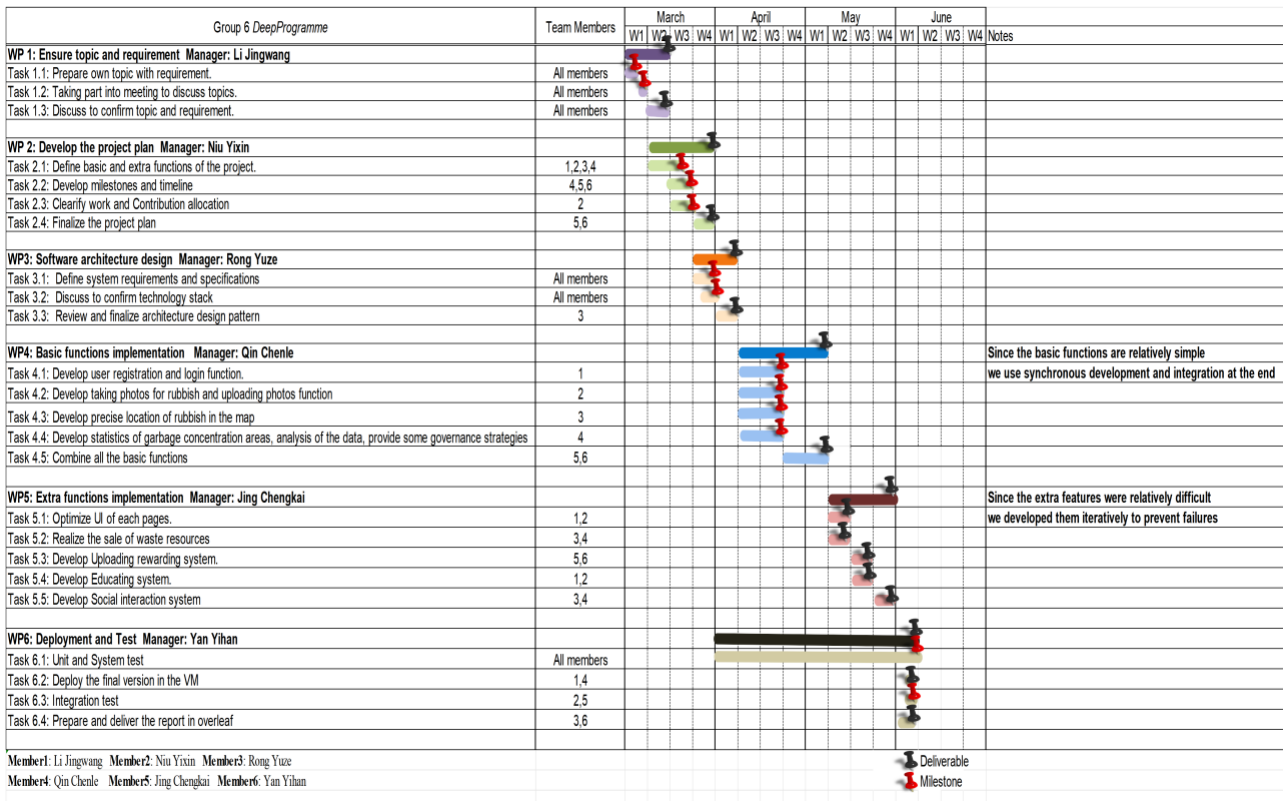 Group 6 DeepProgramme Team Members March April May June
W1 W2 W3 W4 W1 W2 W3 W4 W1 W2 W3 W4 W1 W2 W3 W4 Notes
WP 1: Ensure topic and requirement Manager: Li Jingwang
Task 1.1: Prepare own topic with requirement. All members
Task 1.2: Taking part into meeting to discuss topics. All members
Task 1.3: Discuss to confirm topic and requirement. All members
WP 2: Develop the project plan Manager: Niu Yixin
Task 2.1: Define basic and extra functions of the project. 1,2,3,4
Task 2.2: Develop milestones and timeline 4,5,6
Task 2.3: Clearify work and Contribution allocation 2
Task 2.4: Finalize the project plan 5,6
WP3: Software architecture design Manager: Rong Yuze
Task 3.1: Define system requirements and specifications All members
Task 3.2: Discuss to confirm technology stack All members
Task 3.3: Review and finalize architecture design pattern 3
WP4: Basic functions implementation Manager: Qin Chenle Since the basic functions are relatively simple
Task 4.1: Develop user registration and login function. 1 we use synchronous development and integration at the end
Task 4.2: Develop taking photos for rubbish and uploading photos function 2
Task 4.3: Develop precise location of rubbish in the map 3
Task 4.4: Develop statistics of garbage concentration areas, analysis of the data, provide some governance strategies 4
Task 4.5: Combine all the basic functions 5,6
WP5: Extra functions implementation Manager: Jing Chengkai Since the extra features were relatively difficult
Task 5.1: Optimize UI of each pages. 1,2 we developed them iteratively to prevent failures
Task 5.2: Realize the sale of waste resources 3,4
Task 5.3: Develop Uploading rewarding system. 5,6
Task 5.4: Develop Educating system. 1,2
Task 5.5: Develop Social interaction system 3,4
WP6: Deployment and Test Manager: Yan Yihan
Task 6.1: Unit and System test All members
Task 6.2: Deploy the final version in the VM 1,4
Task 6.3: Integration test 2,5
Task 6.4: Prepare and deliver the report in overleaf 3,6
Member1: Li Jingwang Member2: Niu Yixin Member3: Rong Yuze Deliverable
Member4: Qin Chenle Member5: Jing Chengkai Member6: Yan Yihan Milestone